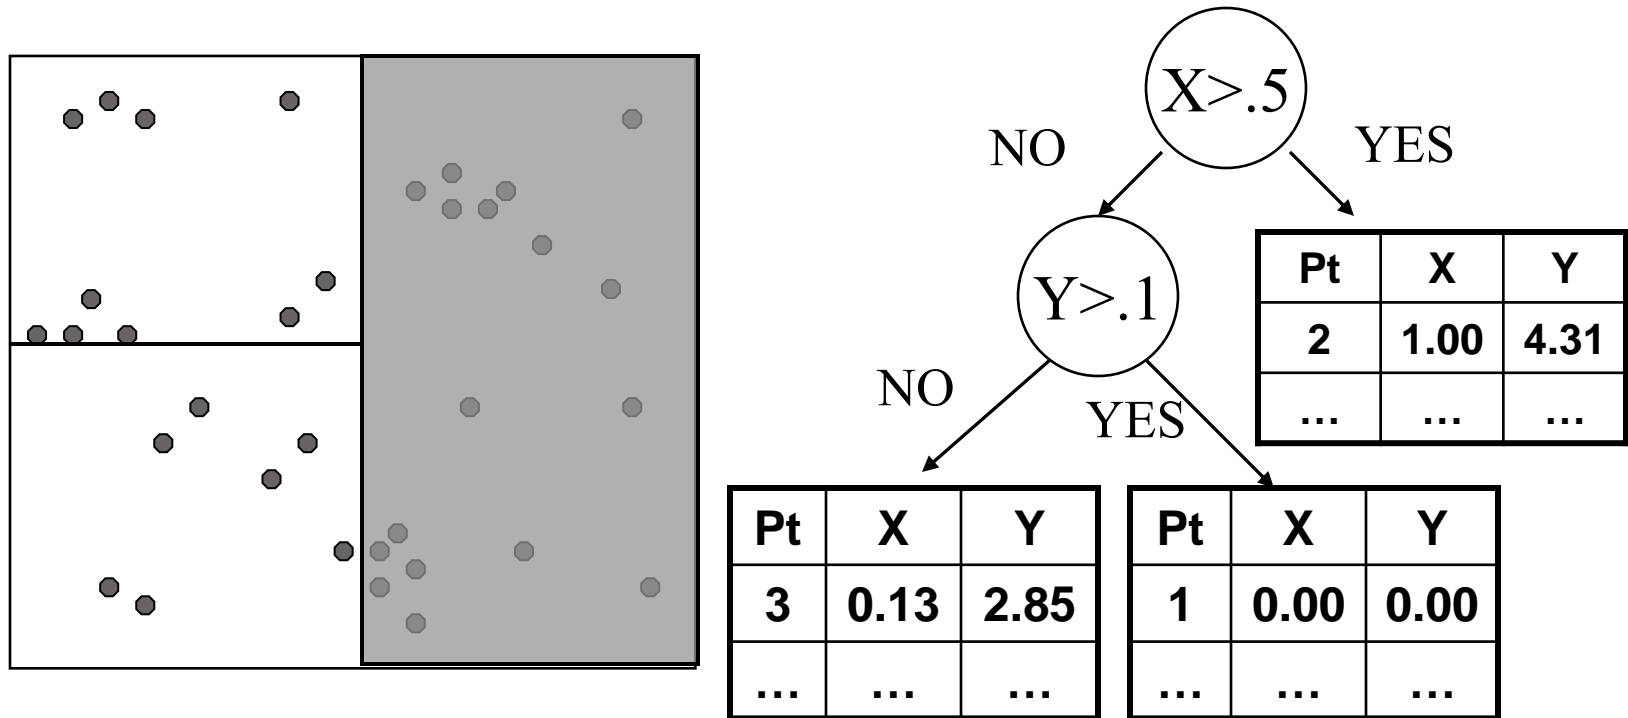 X>.5
NO
YES
Y>.1
Pt X Y
2 1.00 4.31
... ... ...
NO
YES
Pt X Y
3 0.13 2.85
... ... ...
Pt X Y
1 0.00 0.00
... ... ...